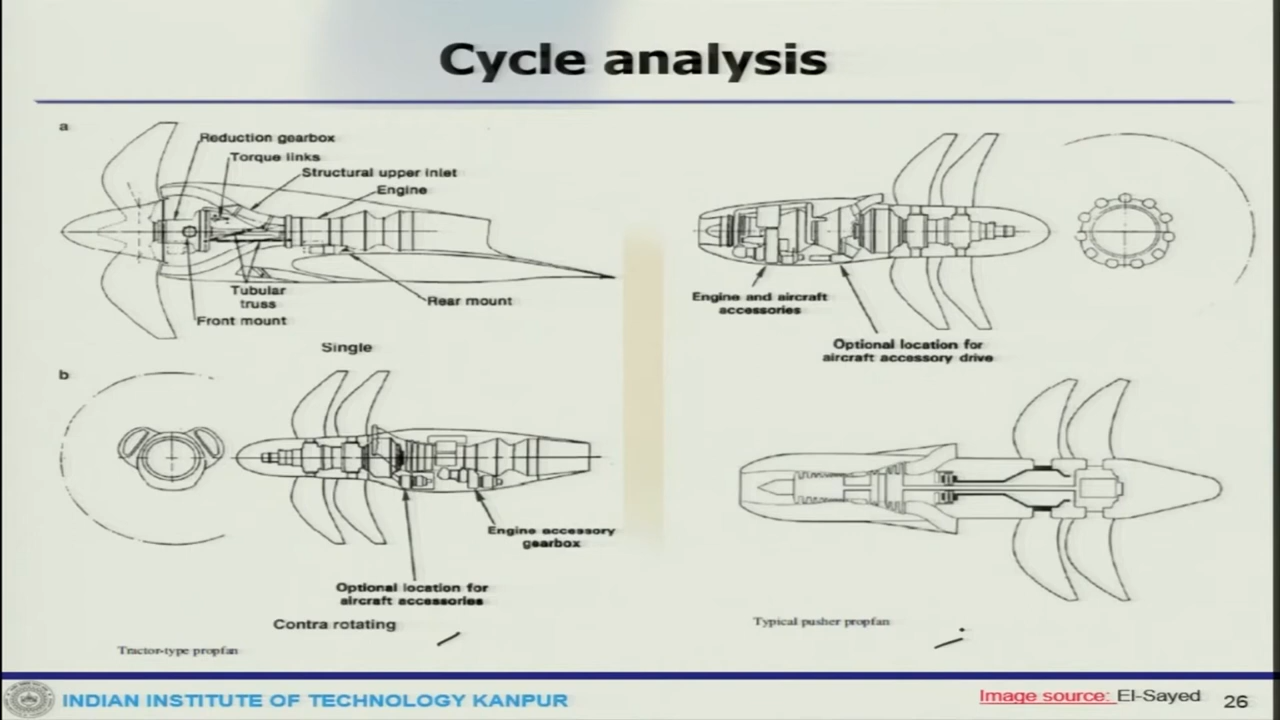 Cycle analysis
a
Reduction gearbox
Torque links
Structural upper inlet
Engine
Tubular
truss
Rear mount
Front mount
Single
b
Engine accessory
gearbox
Optional location for
aircraft accessories
Contra rotating
Tractor-type propfan
Engine and aircraft
accessories
Optional location for
aircraft accessory drive
Typical pusher propfan
INDIAN INSTITUTE OF TECHNOLOGY KANPUR
Image source: El-Sayed
26